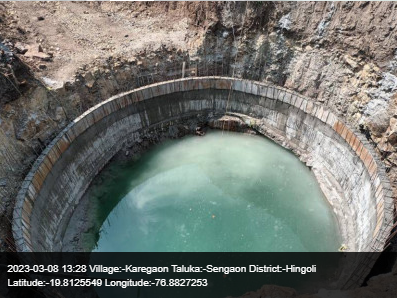 2023-03-08 13:28 Village:-Karegaon Taluka:-Sengaon District:-Hingoli
Latitude:-19.8125549 Longitude:-76.8827253